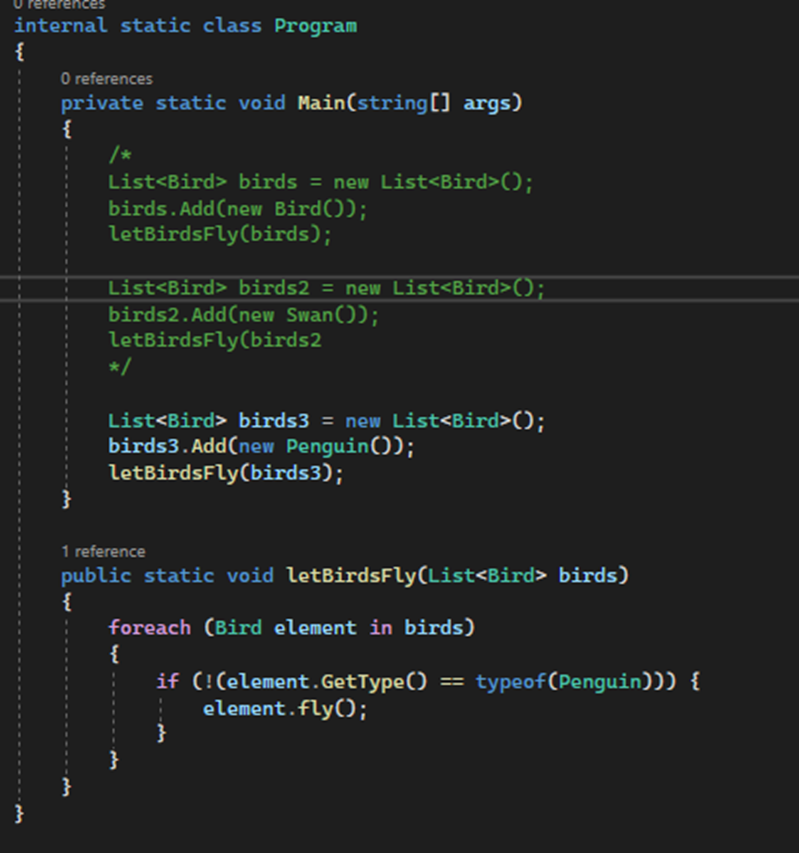 0 references
internal static class Program
{
0 references
private static void Main(string[] args)
{
/*
List<Bird> birds = new List<Bird>();
birds.Add(new Bird());
letBirdsFly(birds);
List<Bird> birds2 = new List<Bird>();
birds2.Add(new Swan());
letBirdsFly(birds2
*/
List<Bird> birds3 = new List<Bird>();
birds3.Add(new Penguin());
letBirdsFly(birds3);
}
1 reference
public static void letBirdsFly(List<Bird> birds)
{
foreach (Bird element in birds)
{
if (!(element.GetType() == typeof(Penguin))) {
element.fly();
}
}
}
}